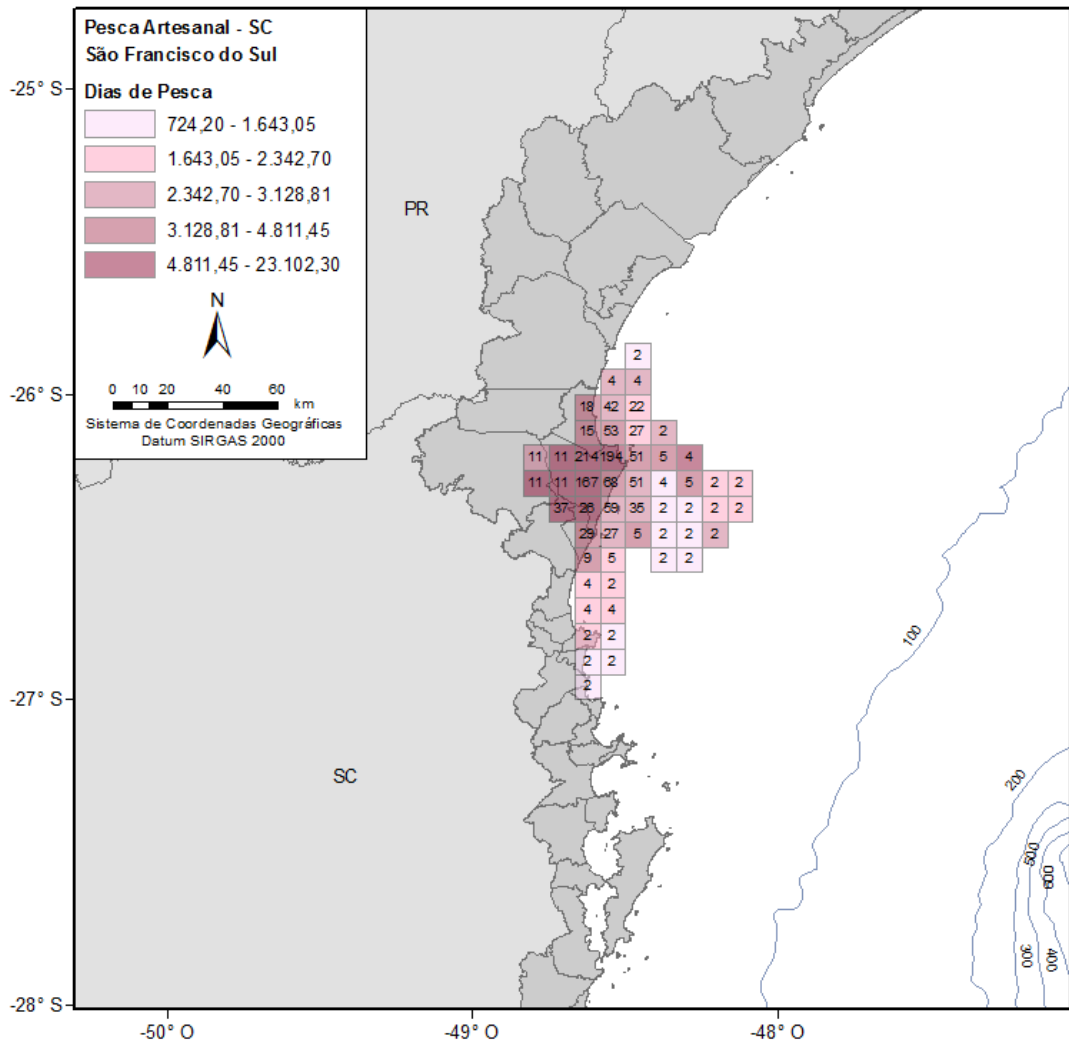 Pesca Artesanal - SC
São Francisco do Sul
Dias de Pesca
724,20 - 1.643,05
1.643,05 - 2.342,70
2.342,70 - 3.128,81
3.128,81 - 4.811,45
4.811,45 - 23.102,30
N
0 10 20 40 60
km
Sistema de Coordenadas Geográficas
Datum SIRGAS 2000
-25° S
PR
2
4 4
-26° S
18 42 22
15 53 27 2
11 11 214 194 51 5 4
11 11 167 68 51 4 5 2 2
37 26 59 35 2 2 2 2
29 27 5 2 2 2
9 5 2 2
4 2
4 4
2 2
100
2 2
2
-27° S
SC
200
500
600
300
400
-28° S
-50° O
-49° O
-48° O